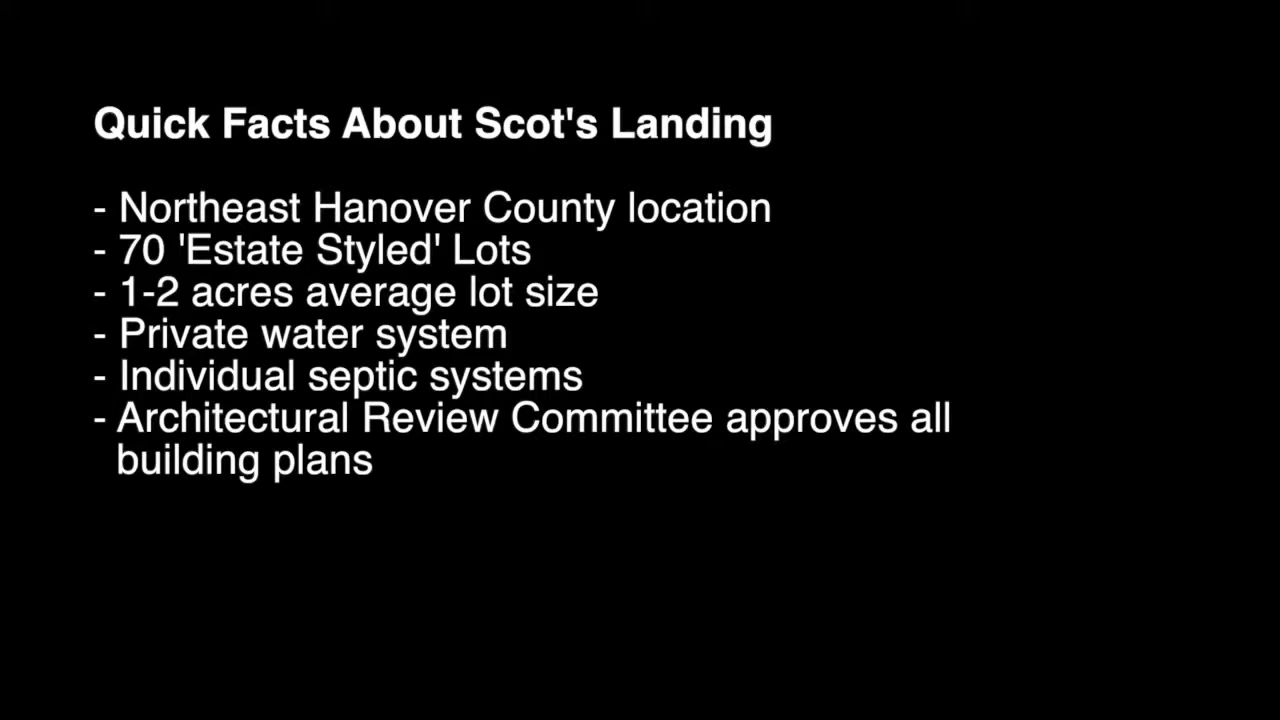 Quick Facts About Scot's Landing
- Northeast Hanover County location
- 70 'Estate Styled' Lots
- 1-2 acres average lot size
- Private water system
- Individual septic systems
- Architectural Review Committee approves all
building plans